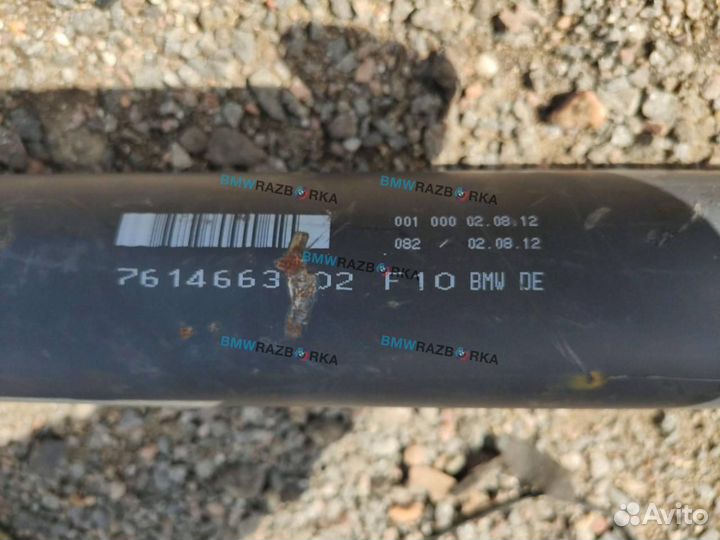 BMWRAZBORKA BMWRAZBORKA
001 000 02.08.12
082 / 02.08.12
BMWRAZBORKA
7614663 02 F10 BMW DE
BMWRAZBORKA BMWRAZBORKA
Avito